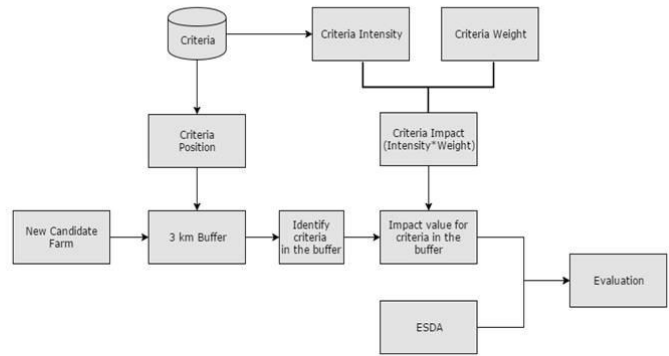 Criteria
Criteria Intensity
Criteria Weight
Criteria
Position
Criteria Impact
(Intensity*Weight)
New Candidate
Farm
3 km Buffer
Identify
criteria
in the buffer
Impact value for
criteria in the
buffer
Evaluation
ESDA